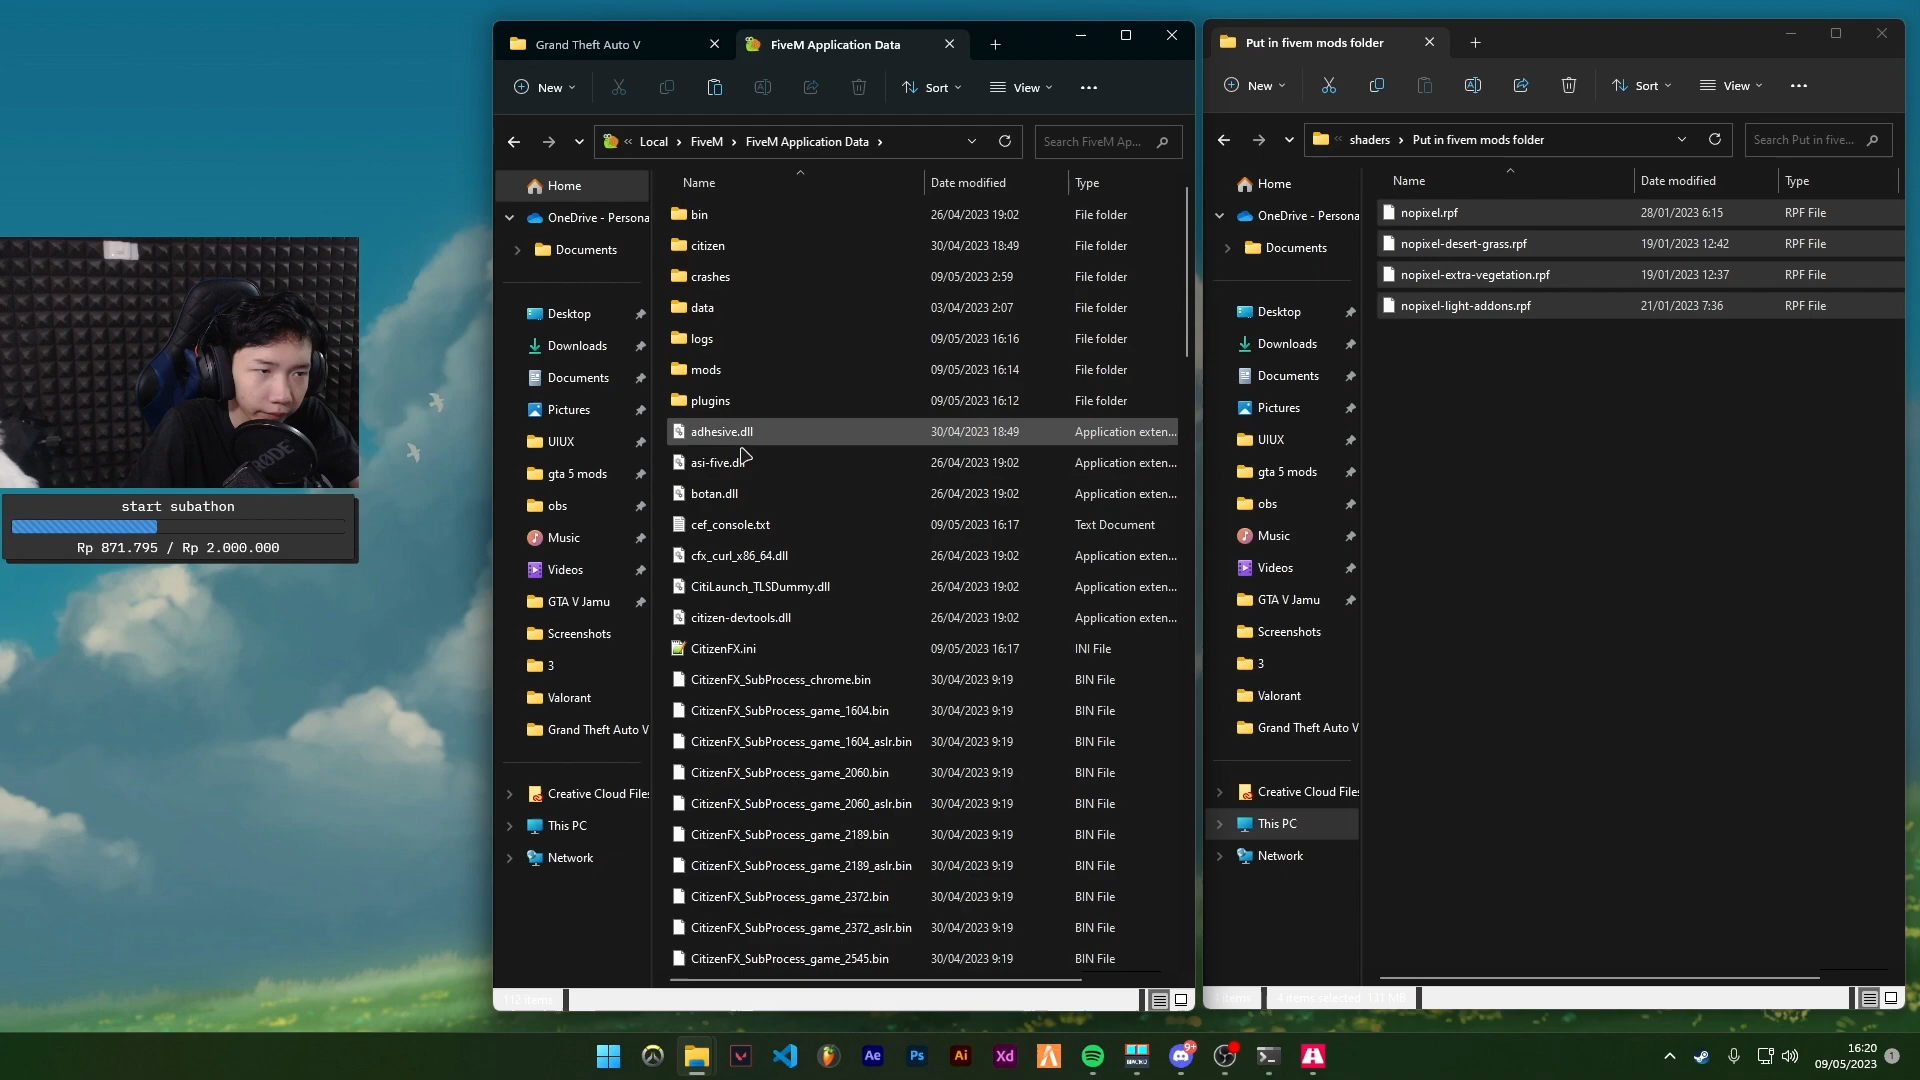 Grand Theft Auto V
FiveM Application Data
New
Sort
View
Local > FiveM > FiveM Application Data >
Search FiveM Ap...
Home
OneDrive - Persona
Documents
Desktop
Downloads
Documents
Pictures
UIUX
gta 5 mods
obs
Music
Videos
GTA V Jamu
Screenshots
3
Valorant
Grand Theft Auto V
Creative Cloud Files
This PC
Network
Name Date modified Type
bin 26/04/2023 19:02 File folder
citizen 30/04/2023 18:49 File folder
crashes 09/05/2023 2:59 File folder
data 03/04/2023 2:07 File folder
logs 09/05/2023 16:16 File folder
mods 09/05/2023 16:14 File folder
plugins 09/05/2023 16:12 File folder
adhesive.dll 30/04/2023 18:49 Application exten...
asi-five.dll 26/04/2023 19:02 Application exten...
botan.dll 26/04/2023 19:02 Application exten...
cef_console.txt 09/05/2023 16:17 Text Document
cfx_curl_x86_64.dll 26/04/2023 19:02 Application exten...
CitiLaunch_TLSDummy.dll 26/04/2023 19:02 Application exten...
citizen-devtools.dll 26/04/2023 19:02 Application exten...
CitizenFX.ini 09/05/2023 16:17 INI File
CitizenFX_SubProcess_chrome.bin 30/04/2023 9:19 BIN File
CitizenFX_SubProcess_game_1604.bin 30/04/2023 9:19 BIN File
CitizenFX_SubProcess_game_1604_aslr.bin 30/04/2023 9:19 BIN File
CitizenFX_SubProcess_game_2060.bin 30/04/2023 9:19 BIN File
CitizenFX_SubProcess_game_2060_aslr.bin 30/04/2023 9:19 BIN File
CitizenFX_SubProcess_game_2189.bin 30/04/2023 9:19 BIN File
CitizenFX_SubProcess_game_2189_aslr.bin 30/04/2023 9:19 BIN File
CitizenFX_SubProcess_game_2372.bin 30/04/2023 9:19 BIN File
CitizenFX_SubProcess_game_2372_aslr.bin 30/04/2023 9:19 BIN File
CitizenFX_SubProcess_game_2545.bin 30/04/2023 9:19 BIN File
112 items
Put in fivem mods folder
New
Sort
View
shaders > Put in fivem mods folder
Search Put in five...
Home
OneDrive - Persona
Documents
Desktop
Downloads
Documents
Pictures
UIUX
gta 5 mods
obs
Music
Videos
GTA V Jamu
Screenshots
3
Valorant
Grand Theft Auto V
Creative Cloud Files
This PC
Network
Name Date modified Type
nopixel.rpf 28/01/2023 6:15 RPF File
nopixel-desert-grass.rpf 19/01/2023 12:42 RPF File
nopixel-extra-vegetation.rpf 19/01/2023 12:37 RPF File
nopixel-light-addons.rpf 21/01/2023 7:36 RPF File
4 items 4 items selected 131 MB
RØDE
start subathon
Rp 871.795 / Rp 2.000.000
Ae
Ps
Ai
Xd
9+
16:20
09/05/2023
1